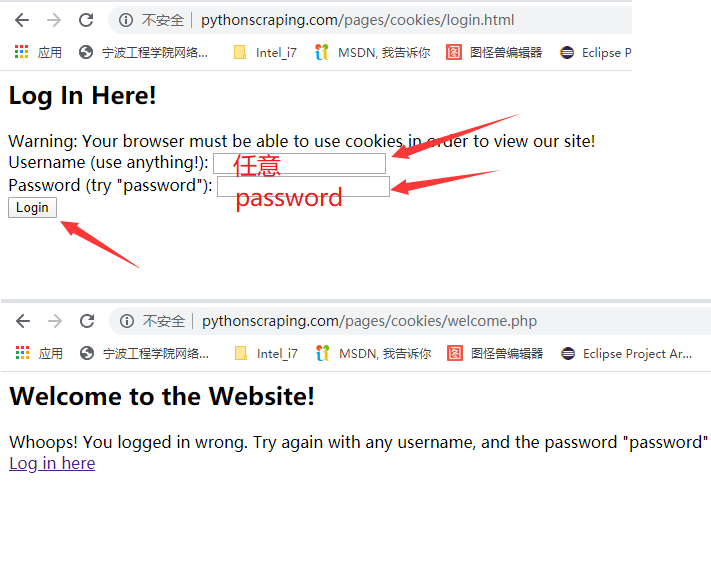 不安全 pythonscraping.com/pages/cookies/login.html
应用 宁波工程学院网络... Intel_i7 MSDN, 我告诉你 图怪兽编辑器 Eclipse P
Log In Here!
Warning: Your browser must be able to use cookies in order to view our site!
Username (use anything!): 任意
Password (try "password"): password
Login
不安全 pythonscraping.com/pages/cookies/welcome.php
应用 宁波工程学院网络... Intel_i7 MSDN, 我告诉你 图怪兽编辑器 Eclipse Project Ar...
Welcome to the Website!
Whoops! You logged in wrong. Try again with any username, and the password "password"
Log in here